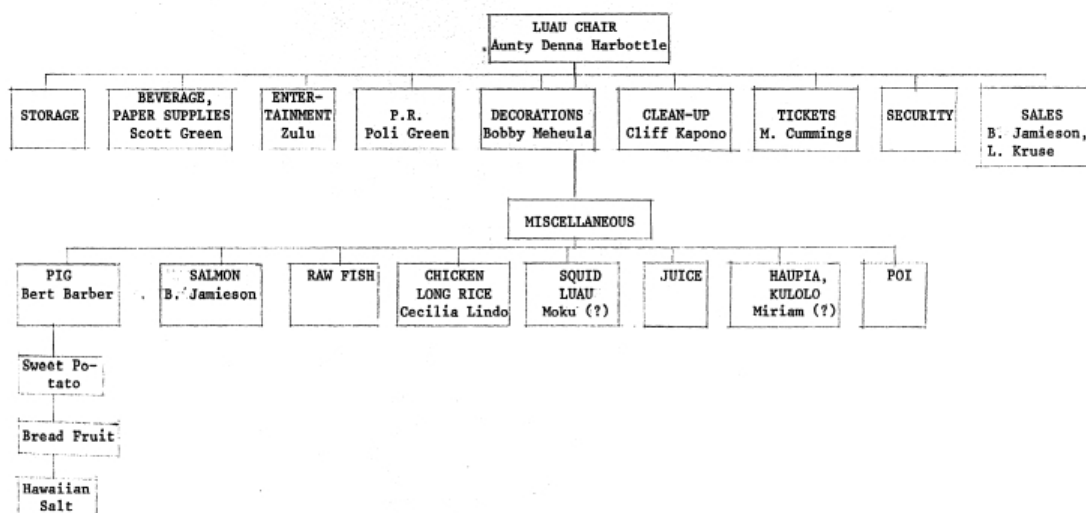 LUAU CHAIR
Aunty Denna Harbottle
STORAGE
BEVERAGE,
PAPER SUPPLIES
Scott Green
ENTER-
TAINMENT
Zulu
P.R.
Poli Green
DECORATIONS
Bobby Meheula
CLEAN-UP
Cliff Kapono
TICKETS
M. Cummings
SECURITY
SALES
B. Jamieson,
L. Kruse
MISCELLANEOUS
PIG
Bert Barber
SALMON
B. Jamieson
RAW FISH
CHICKEN
LONG RICE
Cecilia Lindo
SQUID
LUAU
Moku (?)
JUICE
HAUPIA,
KULOLO
Miriam (?)
POI
Sweet Po-
tato
Bread Fruit
Hawaiian
Salt